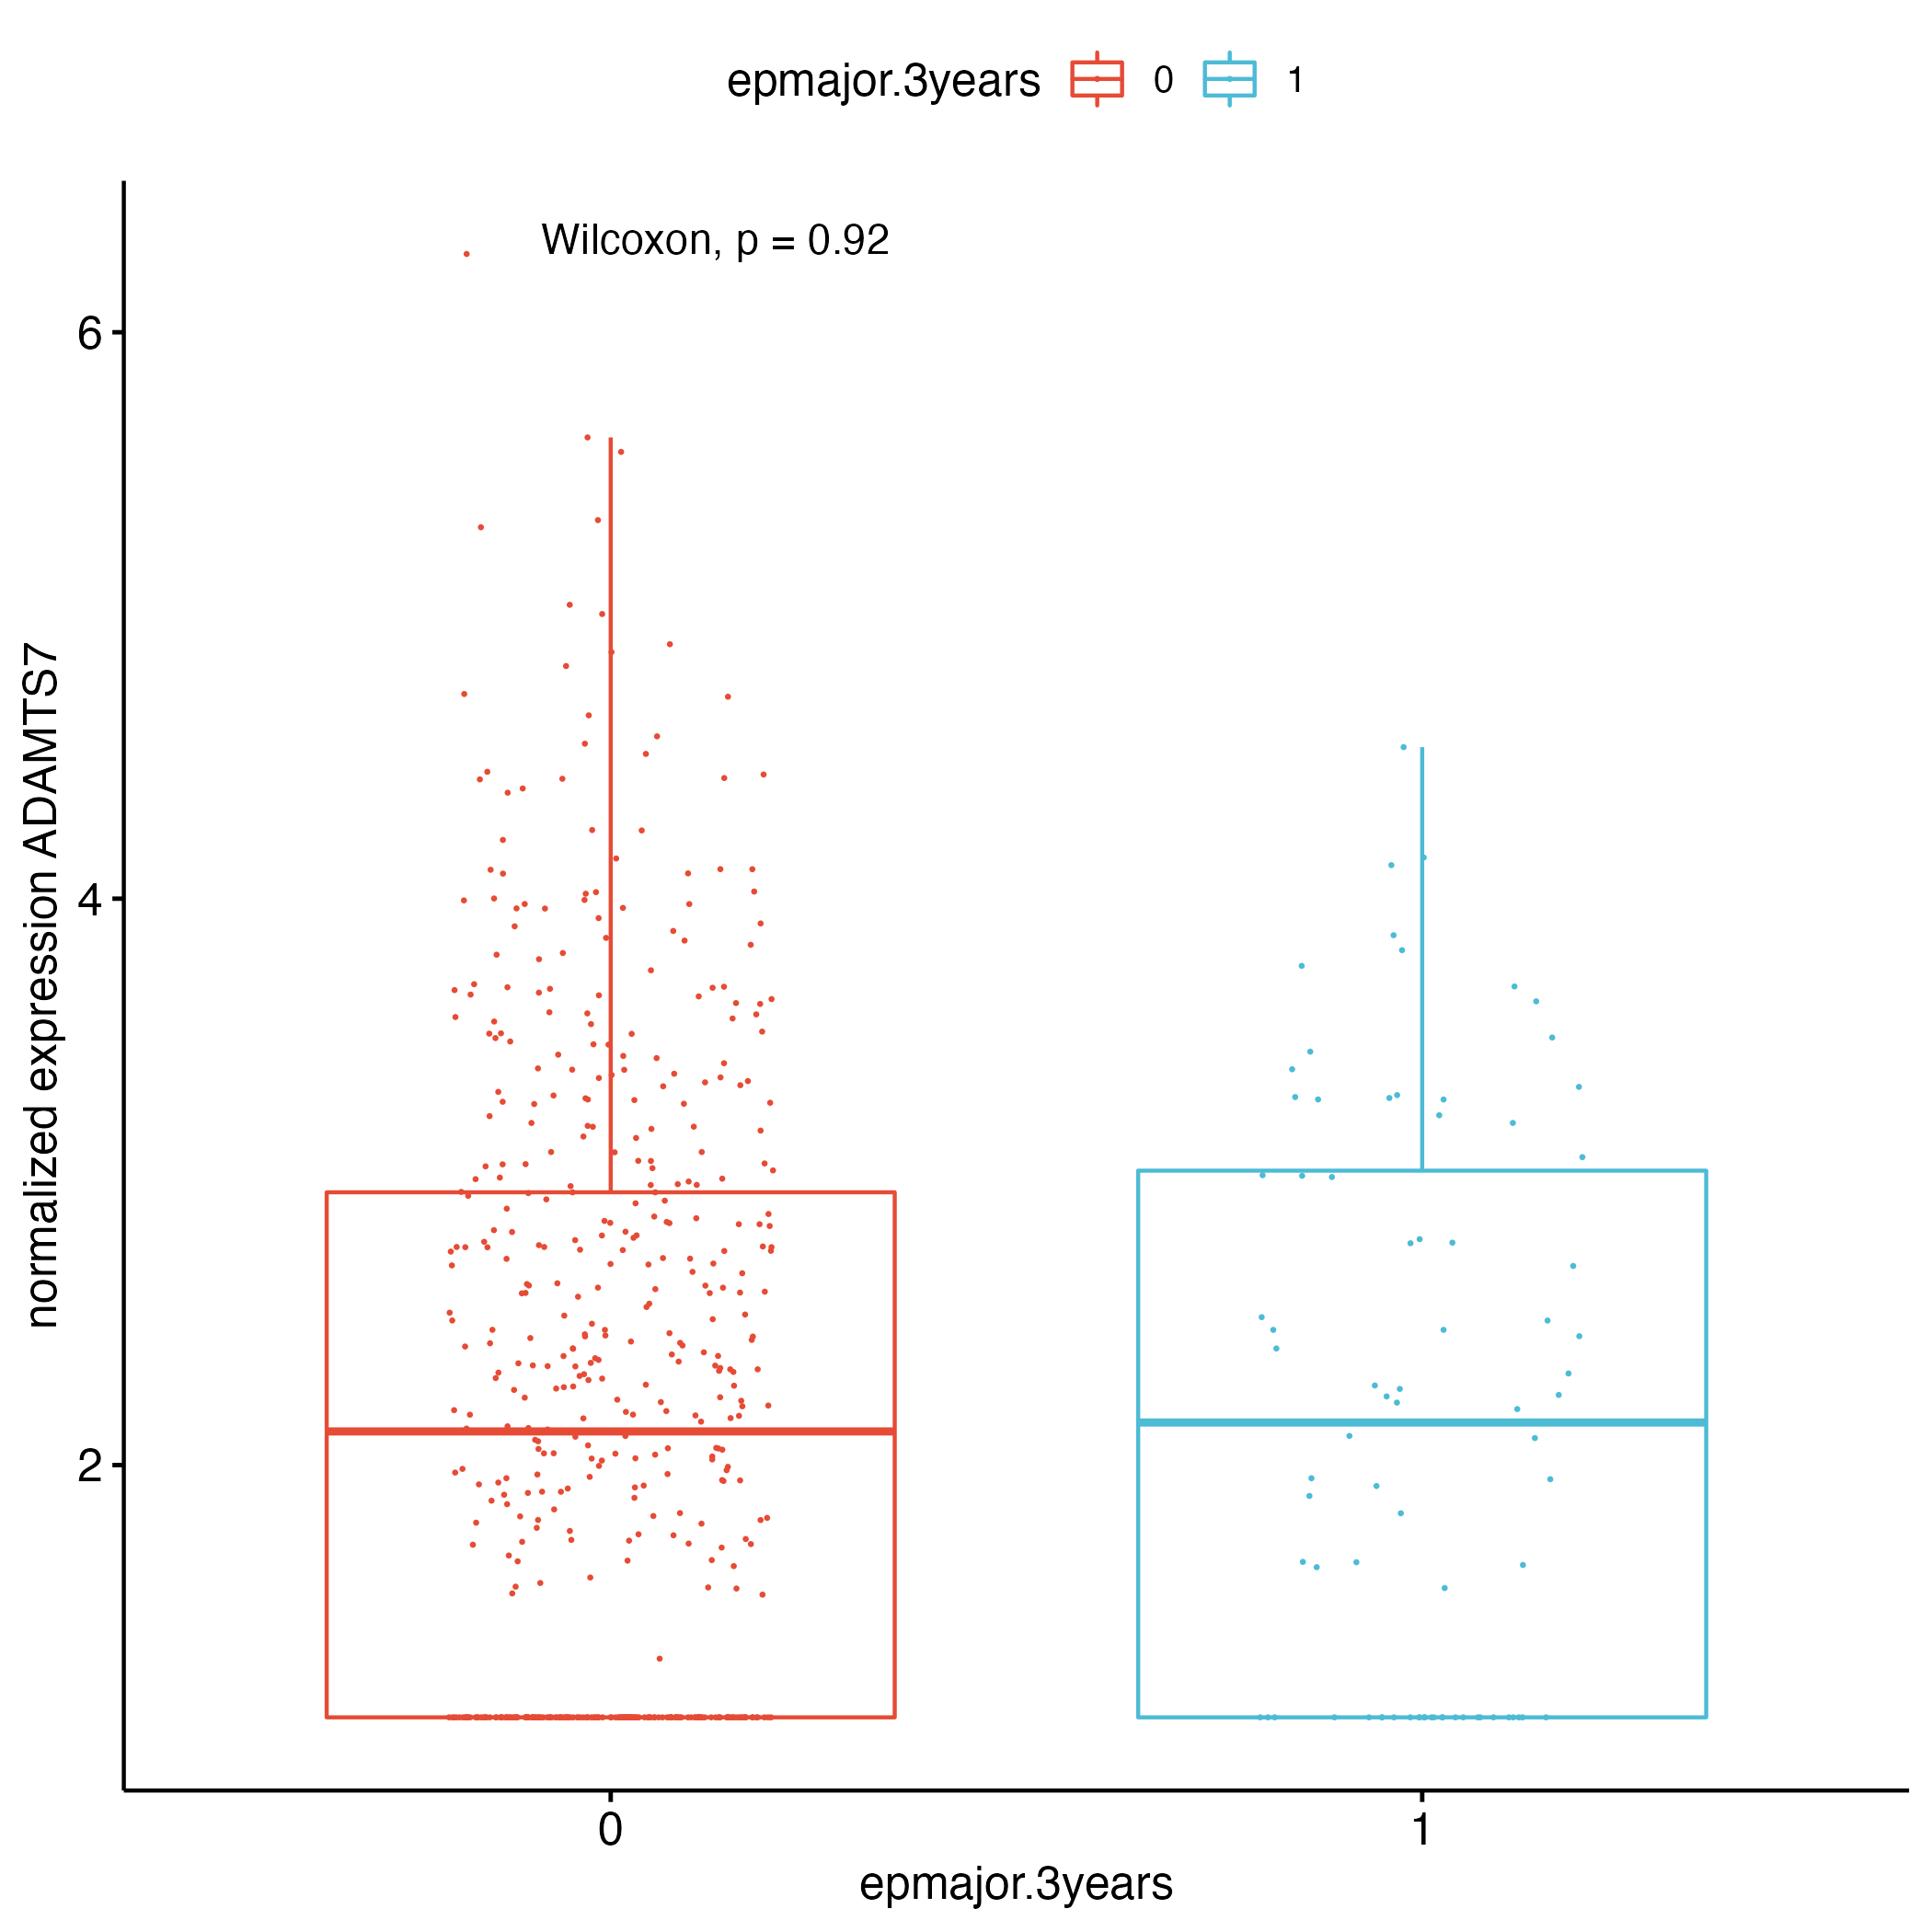 epmajor.3years 0 1
Wilcoxon, p = 0.92
6
4
2
normalized expression ADAMTS7
0 1
epmajor.3years